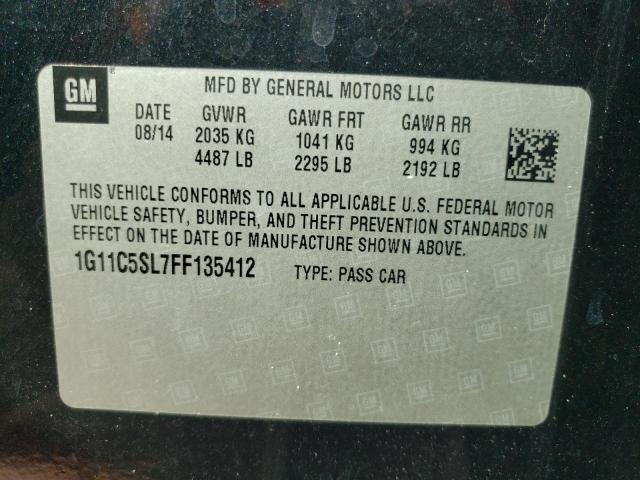 GM
MFD BY GENERAL MOTORS LLC
DATE GVWR GAWR FRT GAWR RR
08/14 2035 KG 1041 KG 994 KG
4487 LB 2295 LB 2192 LB
THIS VEHICLE CONFORMS TO ALL APPLICABLE U.S. FEDERAL MOTOR
VEHICLE SAFETY, BUMPER, AND THEFT PREVENTION STANDARDS IN
EFFECT ON THE DATE OF MANUFACTURE SHOWN ABOVE.
1G11C5SL7FF135412 TYPE: PASS CAR